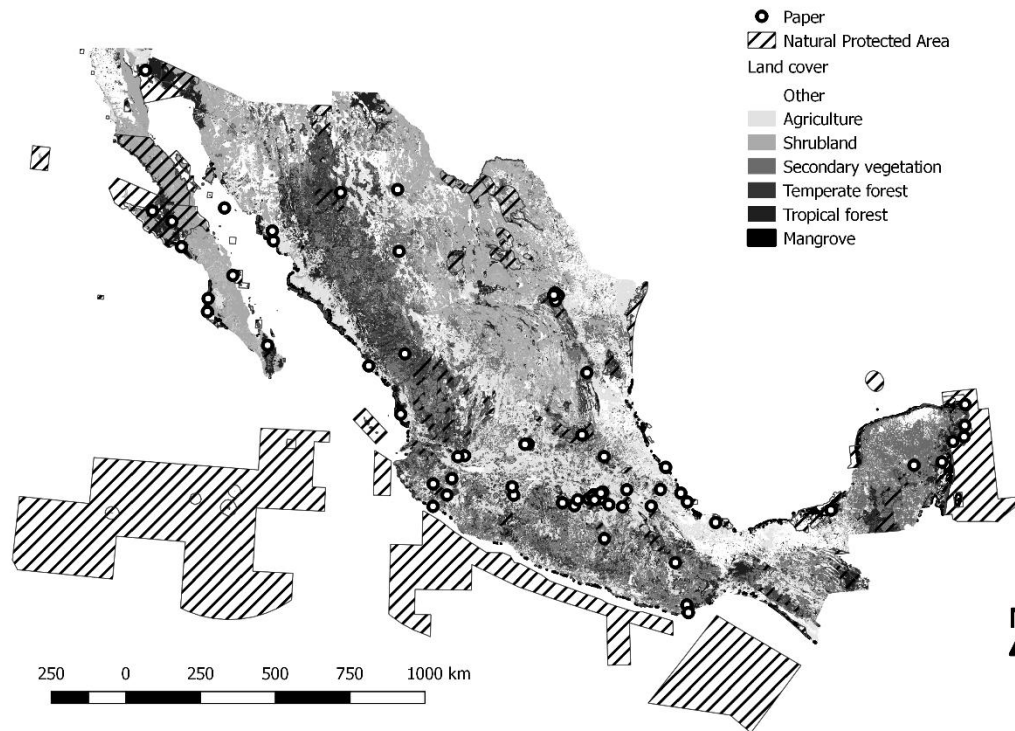 Paper
Natural Protected Area
Land cover
Other
Agriculture
Shrubland
Secondary vegetation
Temperate forest
Tropical forest
Mangrove
250 0 250 500 750 1000 km